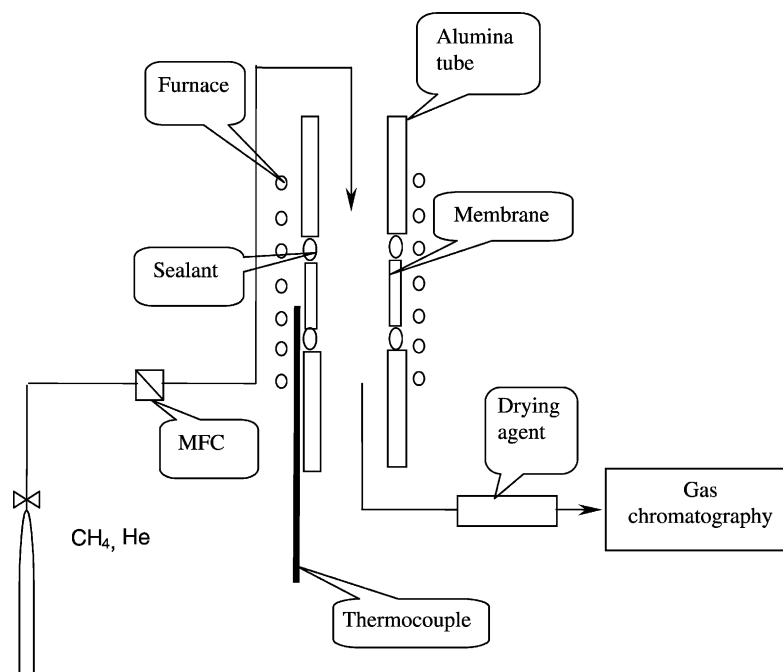 Alumina
tube
Furnace
Membrane
Sealant
Drying
agent
MFC
Gas
chromatography
CH₄, He
Thermocouple